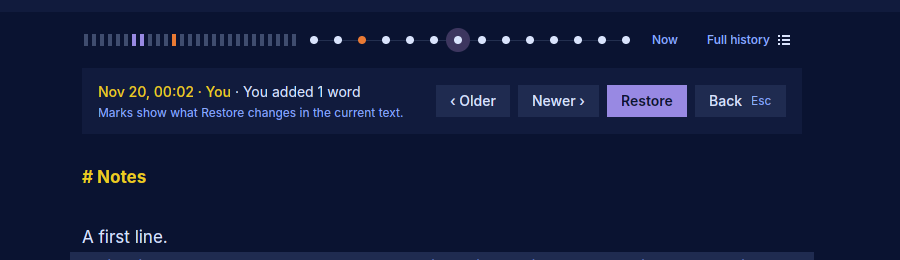 Now Full history
Nov 20, 00:02 · You · You added 1 word
Marks show what Restore changes in the current text.
‹ Older Newer › Restore Back Esc
# Notes
A first line.